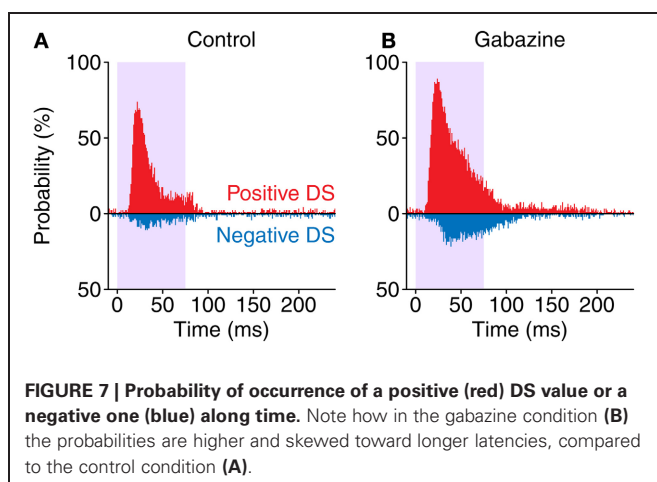 A
Control
B
Gabazine
100
50
0
50
Probability (%)
Positive DS
Negative DS
0 50 100 150 200
Time (ms)
100
50
0
50
0 50 100 150 200
Time (ms)
FIGURE 7 | Probability of occurrence of a positive (red) DS value or a
negative one (blue) along time. Note how in the gabazine condition (B)
the probabilities are higher and skewed toward longer latencies, compared
to the control condition (A).